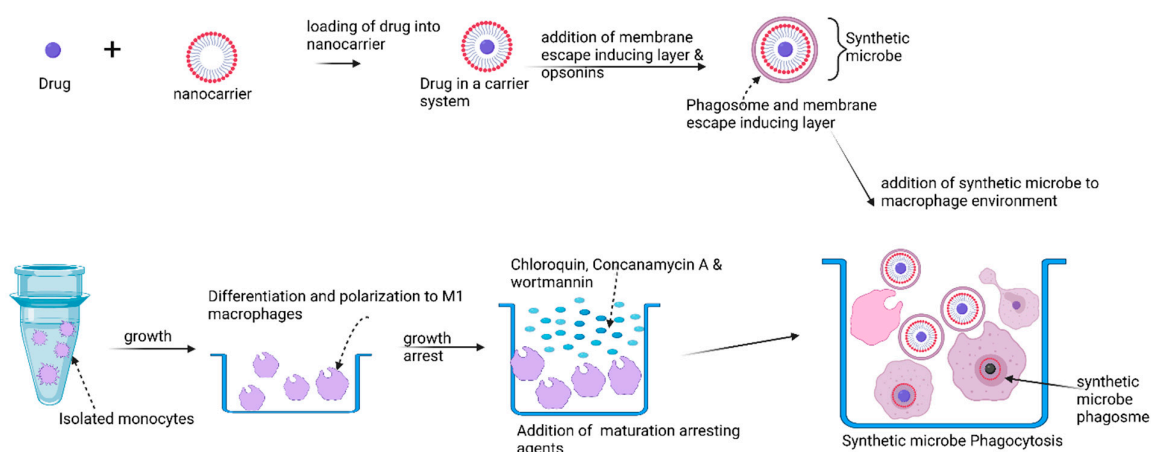 Drug
+
nanocarrier
loading of drug into
nanocarrier
Drug in a carrier
system
addition of membrane
escape inducing layer &
opsonins
Synthetic
microbe
Phagosome and membrane
escape inducing layer
addition of synthetic microbe to
macrophage environment
Isolated monocytes
growth
Differentiation and polarization to M1
macrophages
growth
arrest
Chloroquin, Concanamycin A &
wortmannin
Addition of maturation arresting
agents
synthetic
microbe
phagosme
Synthetic microbe Phagocytosis